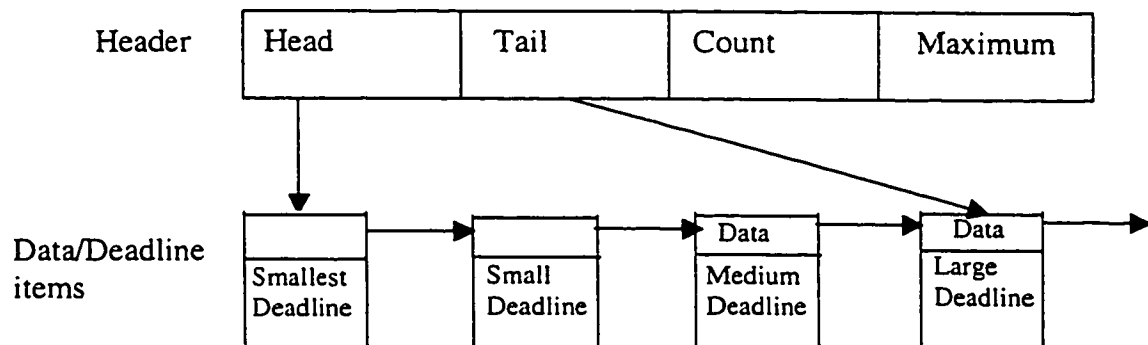 Header Head Tail Count Maximum
Data Data
Data/Deadline
items
Smallest
Deadline
Small
Deadline
Medium
Deadline
Large
Deadline